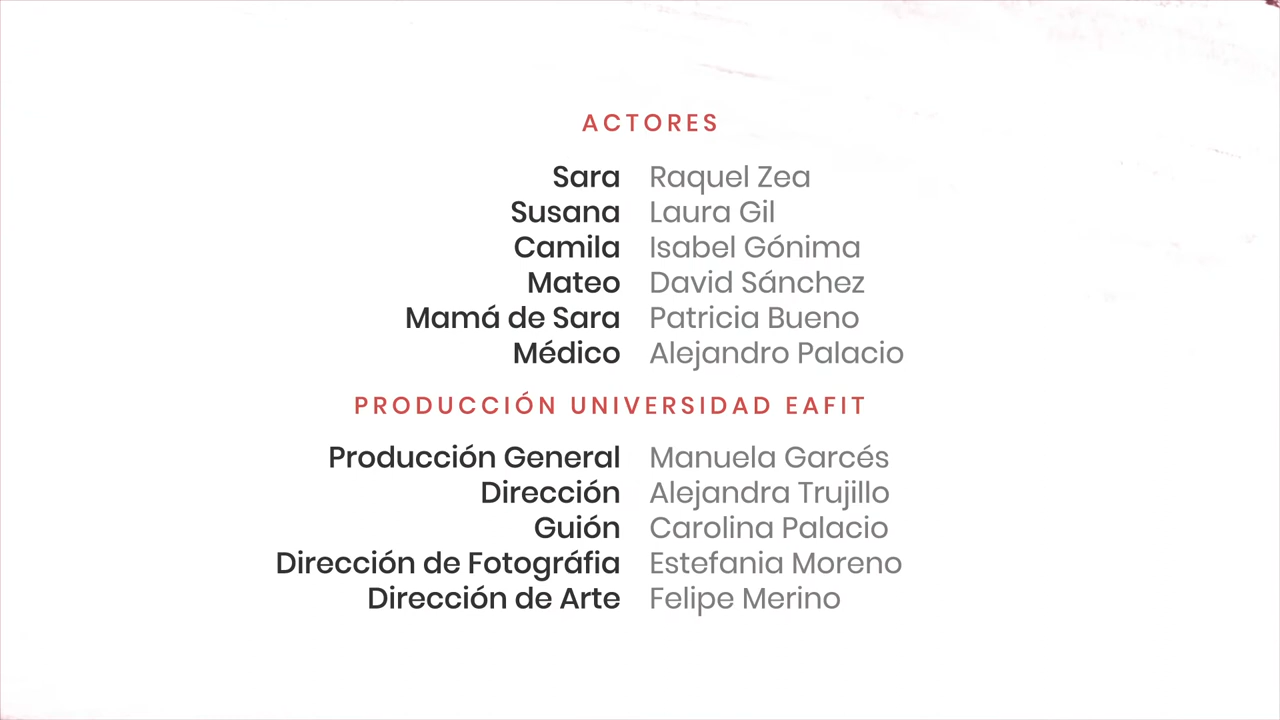 ACTORES
Sara Raquel Zea
Susana Laura Gil
Camila Isabel Gónima
Mateo David Sánchez
Mamá de Sara Patricia Bueno
Médico Alejandro Palacio
PRODUCCIÓN UNIVERSIDAD EAFIT
Producción General Manuela Garcés
Dirección Alejandra Trujillo
Guión Carolina Palacio
Dirección de Fotográfia Estefania Moreno
Dirección de Arte Felipe Merino